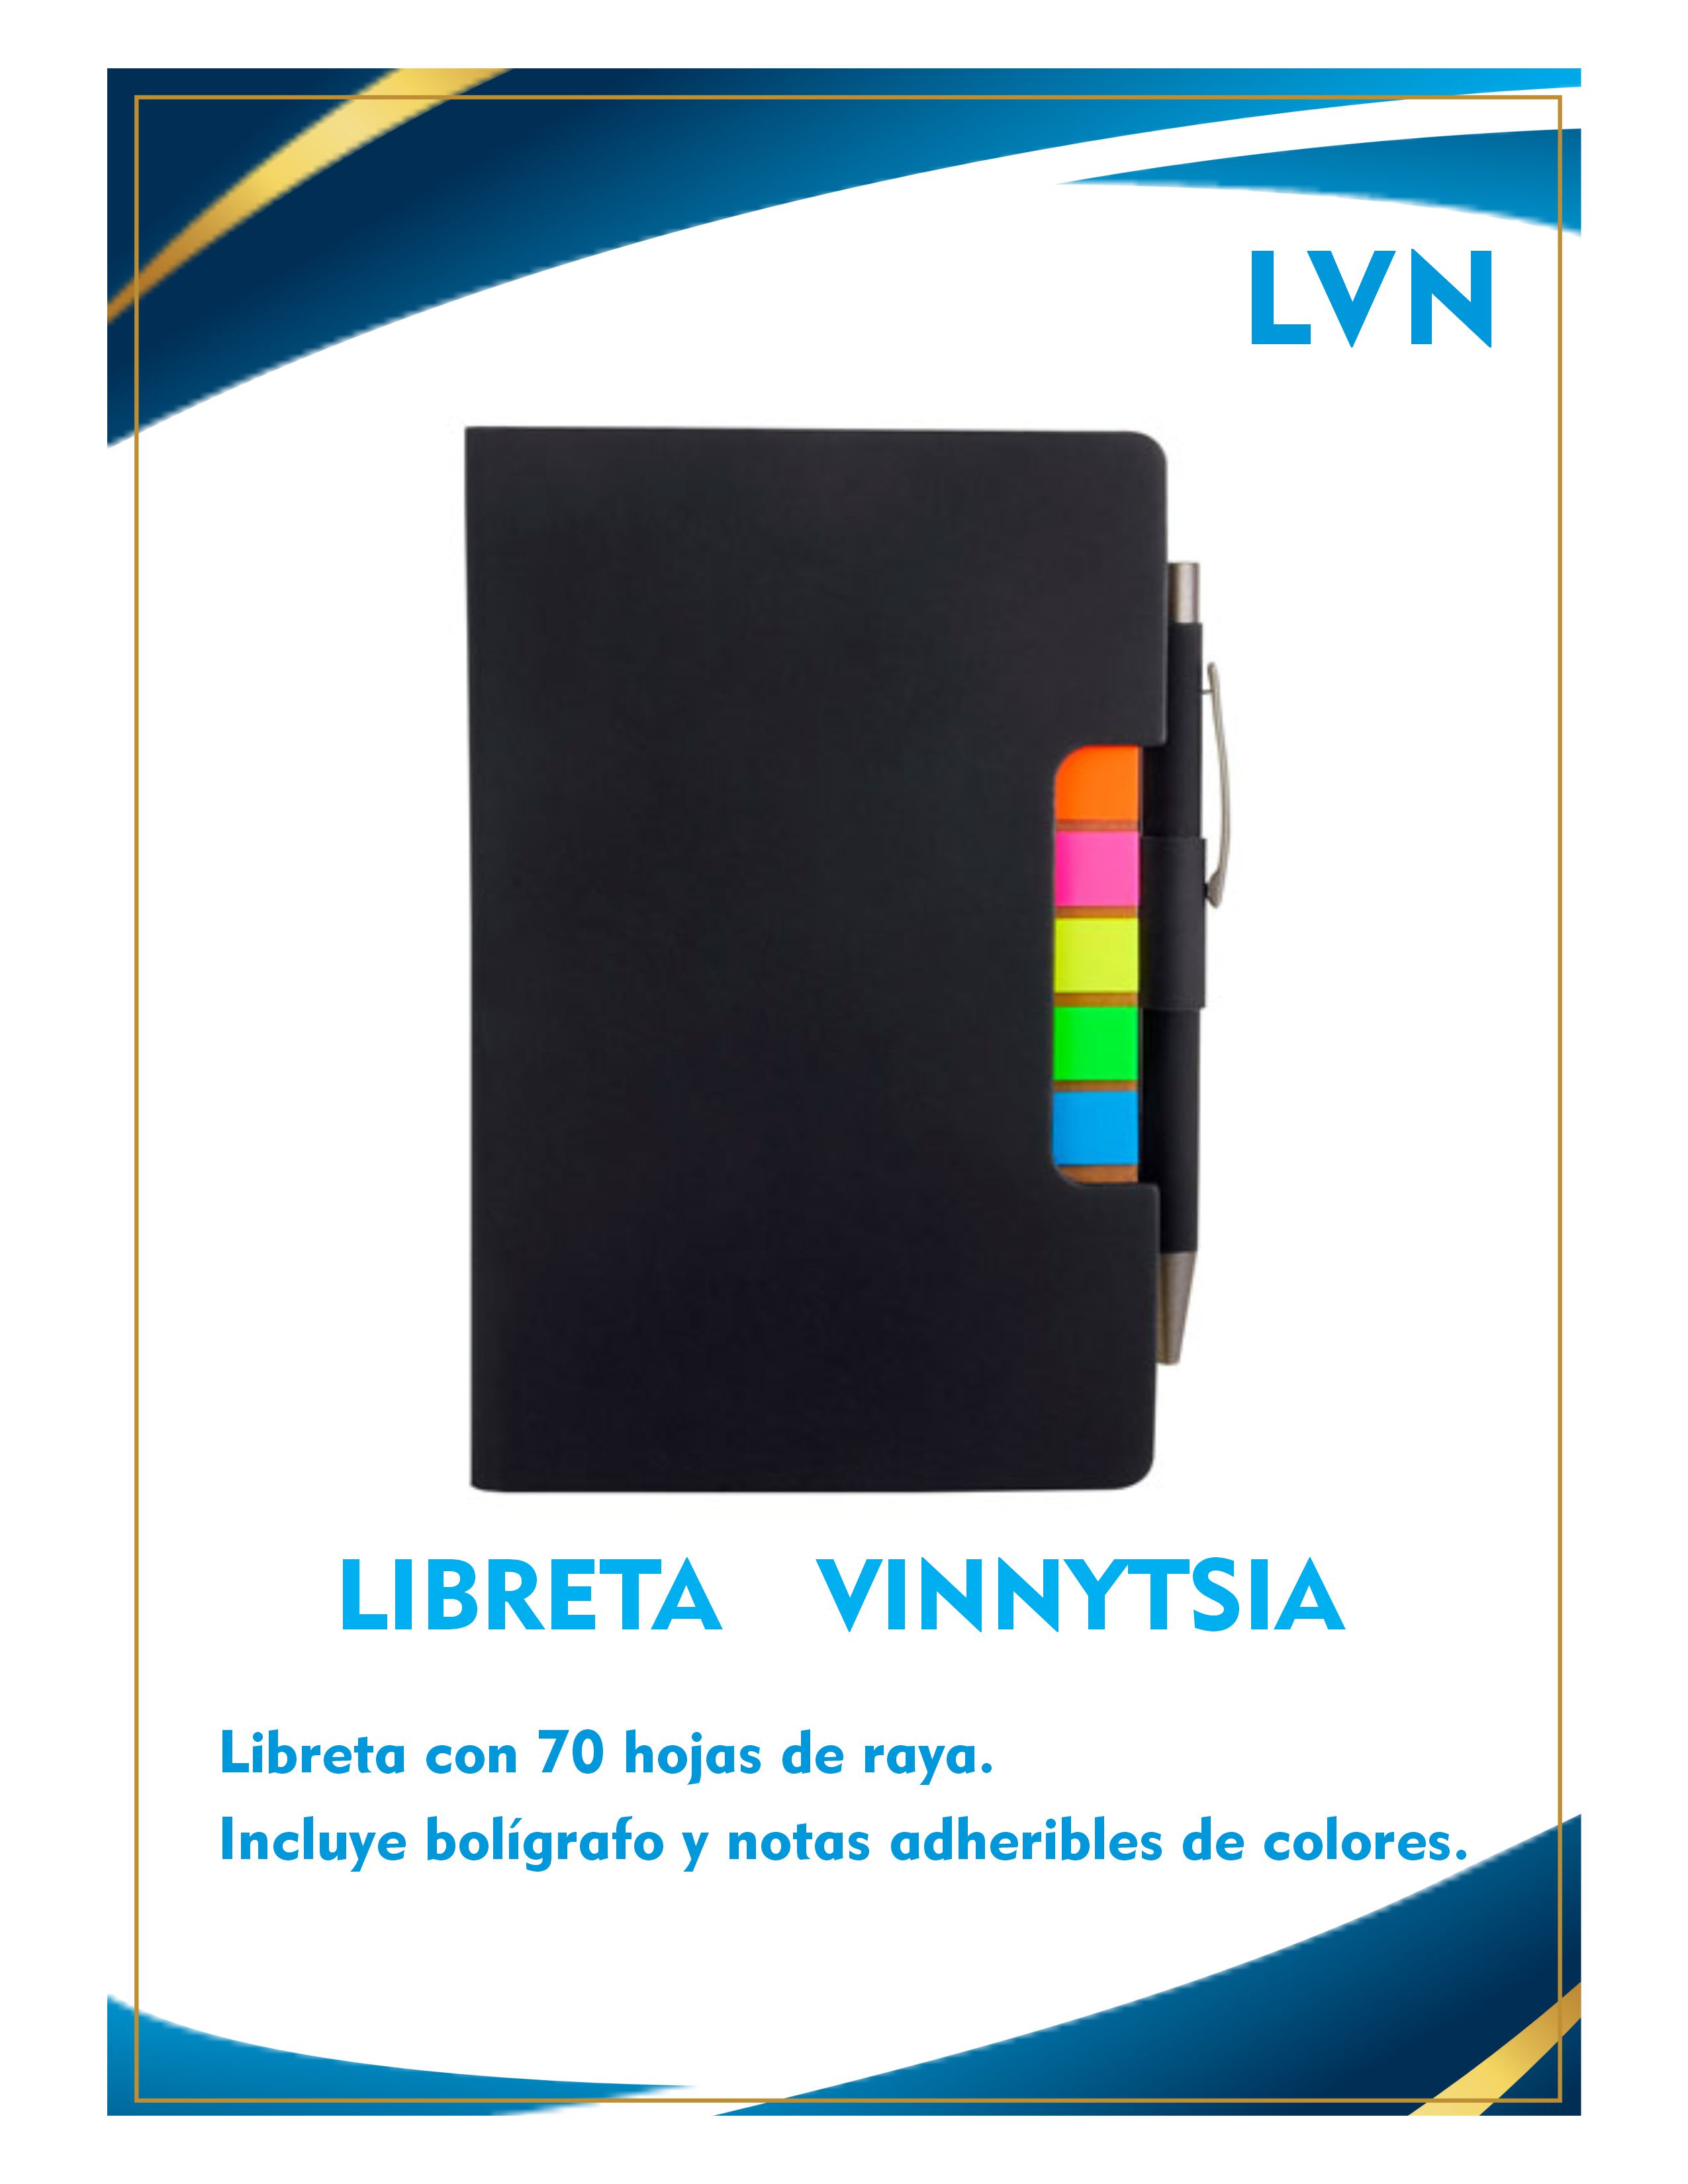 LVN
LIBRETA VINNYTSIA
Libreta con 70 hojas de raya.
Incluye bolígrafo y notas adheribles de colores.